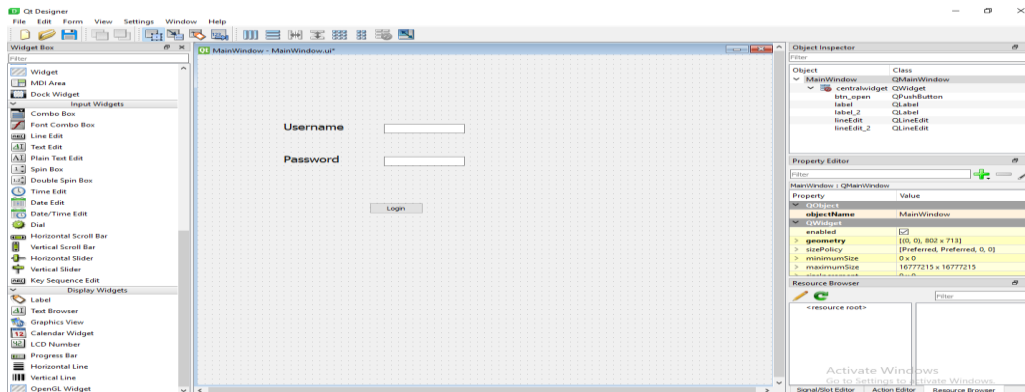 Qt Designer
File Edit Form View Settings Window Help
Widget Box
Filter
Widget
MDI Area
Dock Widget
Input Widgets
Combo Box
Font Combo Box
Line Edit
Text Edit
Plain Text Edit
Spin Box
Double Spin Box
Time Edit
Date Edit
Date/Time Edit
Dial
Horizontal Scroll Bar
Vertical Scroll Bar
Horizontal Slider
Vertical Slider
Key Sequence Edit
Display Widgets
Label
Text Browser
Graphics View
Calendar Widget
LCD Number
Progress Bar
Horizontal Line
Vertical Line
OpenGL Widget
MainWindow - MainWindow.ui*
Username
Password
Login
Object Inspector
Filter
Object Class
MainWindow QMainWindow
centralwidget QWidget
btn_open QPushButton
label QLabel
label_2 QLabel
lineEdit QLineEdit
lineEdit_2 QLineEdit
Property Editor
Filter
MainWindow : QMainWindow
Property Value
QObject
objectName MainWindow
QWidget
enabled
geometry [(0, 0), 802 x 713]
sizePolicy [Preferred, Preferred, 0, 0]
minimumSize 0 x 0
maximumSize 16777215 x 16777215
Resource Browser
Filter
<resource root>
Activate Windows
Go to Settings to activate Windows.
Signal/Slot Editor Action Editor Resource Browser